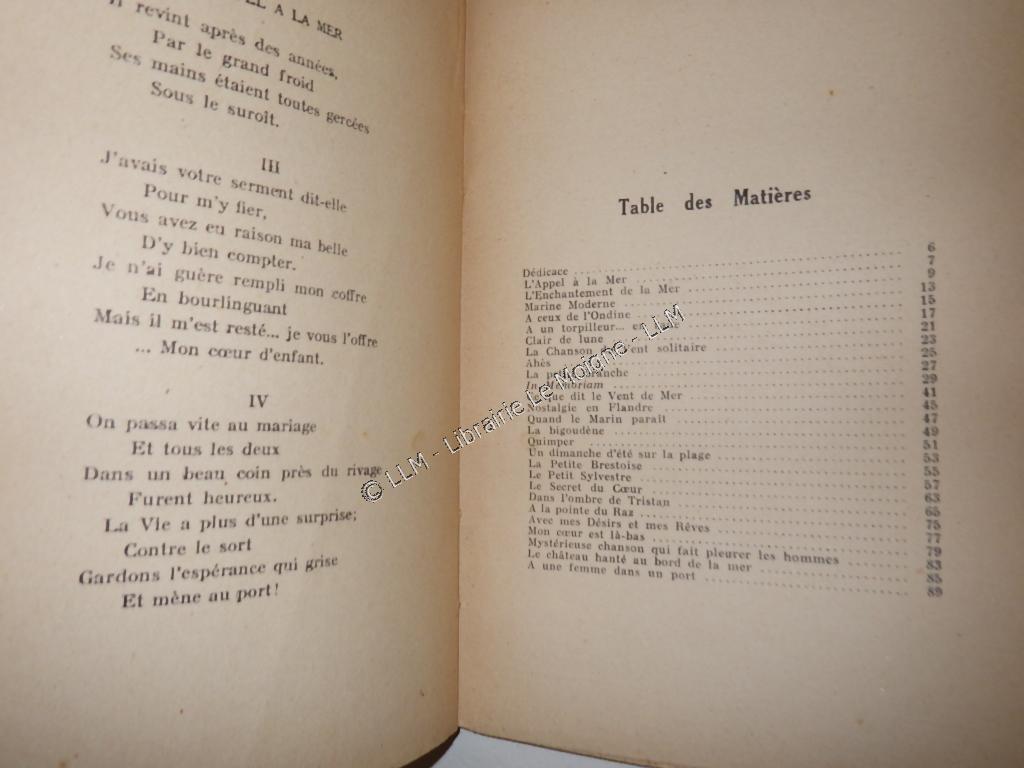 A LA MER
Il revint après des années,
Par le grand froid
Ses mains étaient toutes gercées
Sous le suroît.
III
J'avais votre serment dit-elle
Pour m'y fier,
Vous avez eu raison ma belle
D'y bien compter.
Je n'ai guère rempli mon coffre
En bourlinguant
Mais il m'est resté... je vous l'offre
... Mon cœur d'enfant.
IV
On passa vite au mariage
Et tous les deux
Dans un beau coin près du rivage
Furent heureux.
La Vie a plus d'une surprise;
Contre le sort
Gardons l'espérance qui grise
Et mène au port!
Table des Matières
Dédicace 6
L'Appel à la Mer 7
L'Enchantement de la Mer 9
Marine Moderne 13
A ceux de l'Ondine 15
A un torpilleur... 17
Clair de lune 21
La Chanson du Vent solitaire 23
Ahès 25
La petite 27
In 29
Ce que dit le Vent de Mer 41
Nostalgie en Flandre 45
Quand le Marin paraît 47
La bigoudène 49
Quimper 51
Un dimanche d'été sur la plage 53
La Petite Brestoise 55
Le Petit Sylvestre 57
Le Secret du Cœur 63
Dans l'ombre de Tristan 65
A la pointe du Raz 75
Avec mes Désirs et mes Rêves 77
Mon cœur est là-bas 79
Mystérieuse chanson qui fait pleurer les hommes 83
Le château hanté au bord de la mer 85
A une femme dans un port 89
© LLM - Librairie Le Moigne - LLM